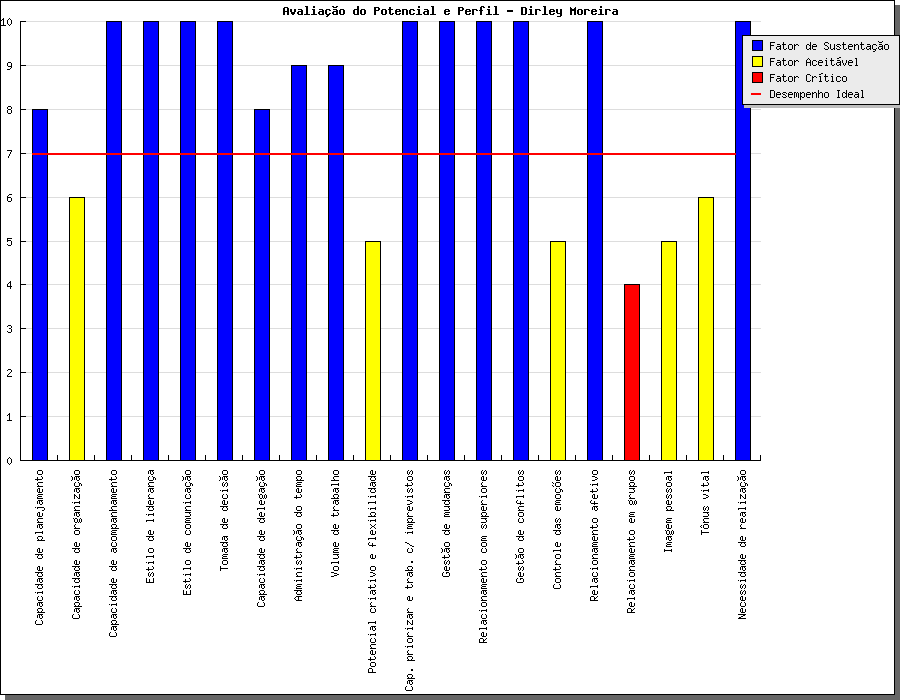 Avaliação do Potencial e Perfil - Dirley Moreira
10
9
8
7
6
5
4
3
2
1
0
Fator de Sustentação
Fator Aceitável
Fator Crítico
Desempenho Ideal
Capacidade de planejamento
Capacidade de organização
Capacidade de acompanhamento
Estilo de liderança
Estilo de comunicação
Tomada de decisão
Capacidade de delegação
Administração do tempo
Volume de trabalho
Potencial criativo e flexibilidade
Cap. priorizar e trab. c/ imprevistos
Gestão de mudanças
Relacionamento com superiores
Gestão de conflitos
Controle das emoções
Relacionamento afetivo
Relacionamento em grupos
Imagem pessoal
Tônus vital
Necessidade de realização